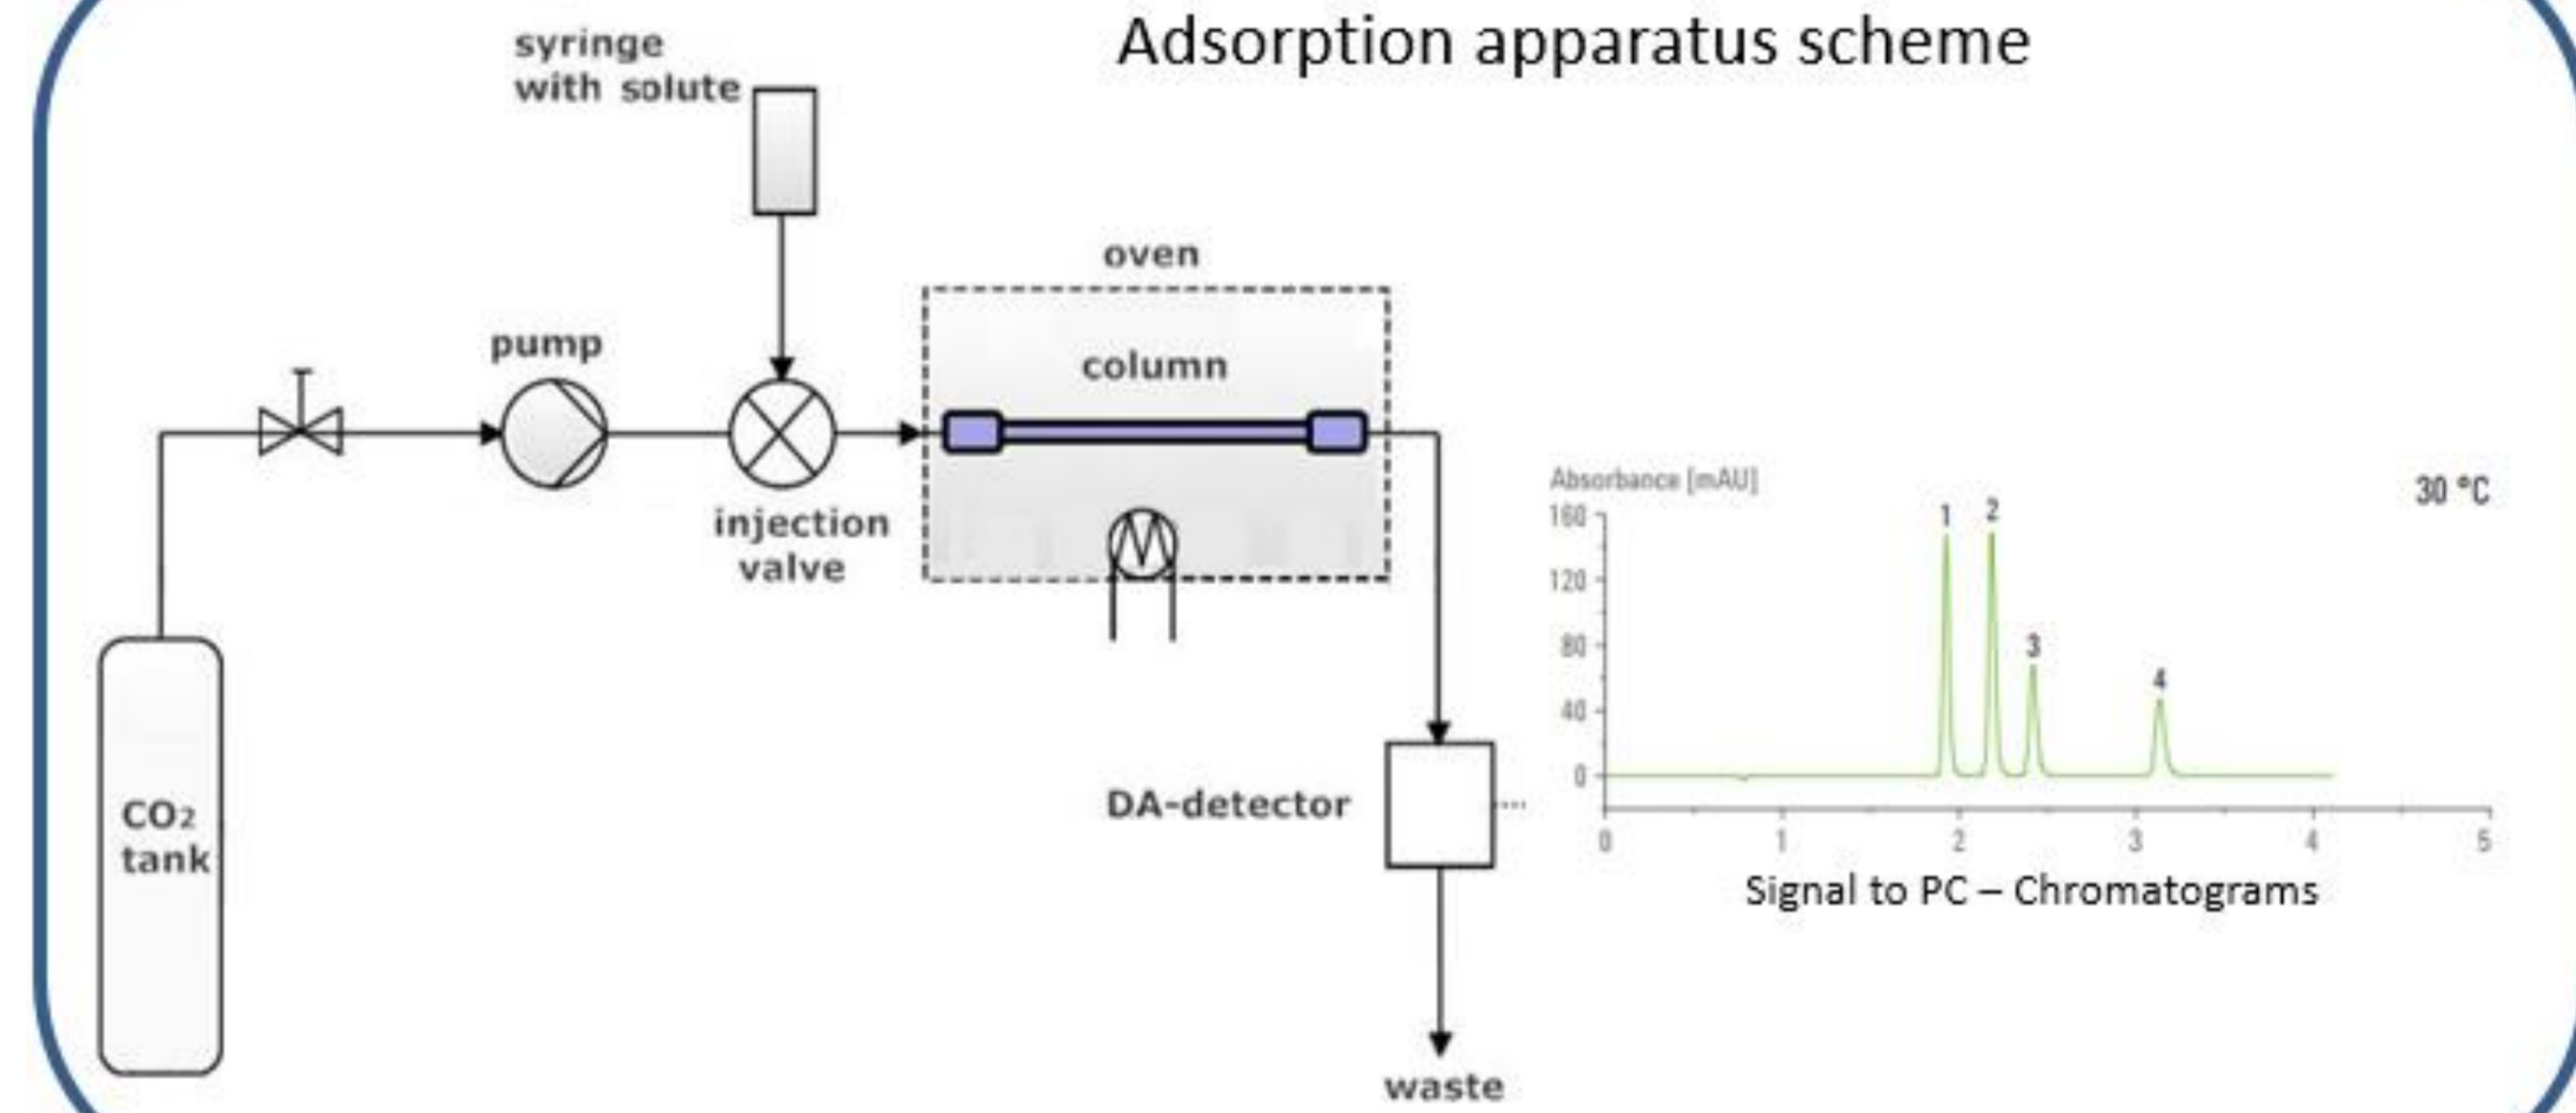 Adsorption apparatus scheme
syringe
with solute
oven
column
pump
injection
valve
CO2
tank
DA-detector
waste
Absorbance [mAU]
30 °C
160
120
80
40
0
1
2
3
4
0
1
2
3
4
5
Signal to PC – Chromatograms